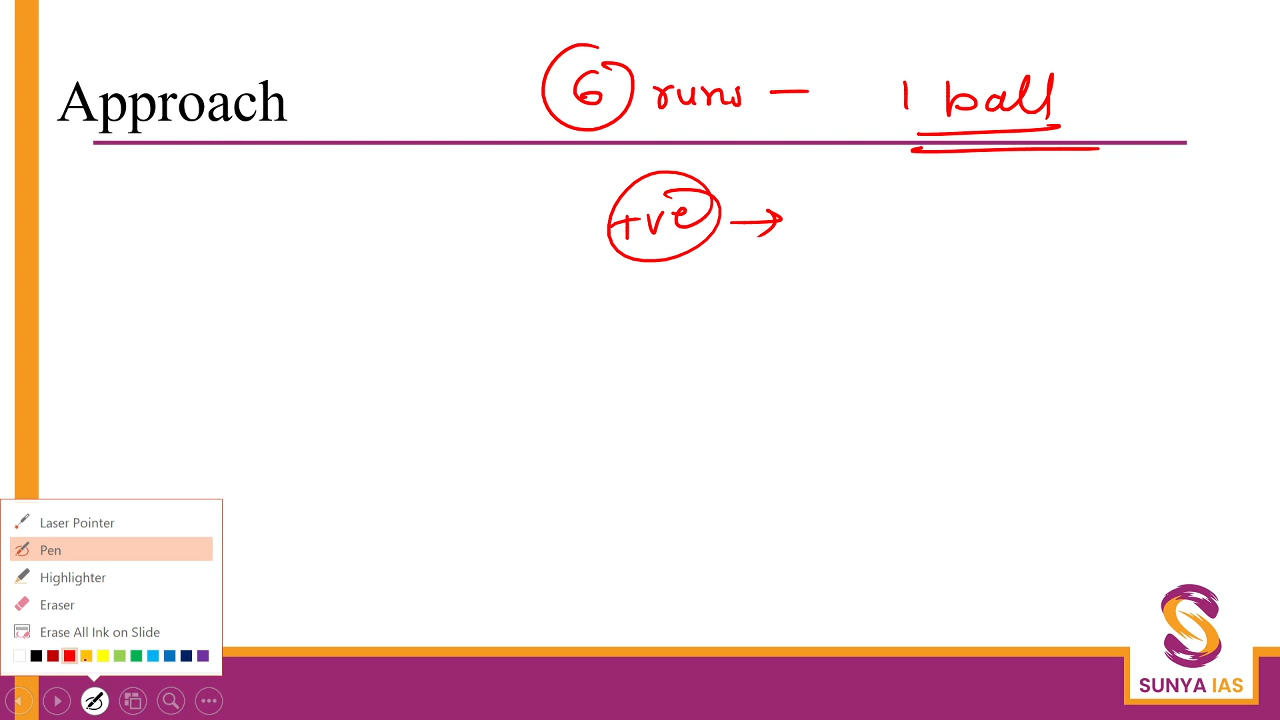 6 runs - 1 ball
Approach
+ve →
Laser Pointer
Pen
Highlighter
Eraser
Erase All Ink on Slide
SUNYA IAS